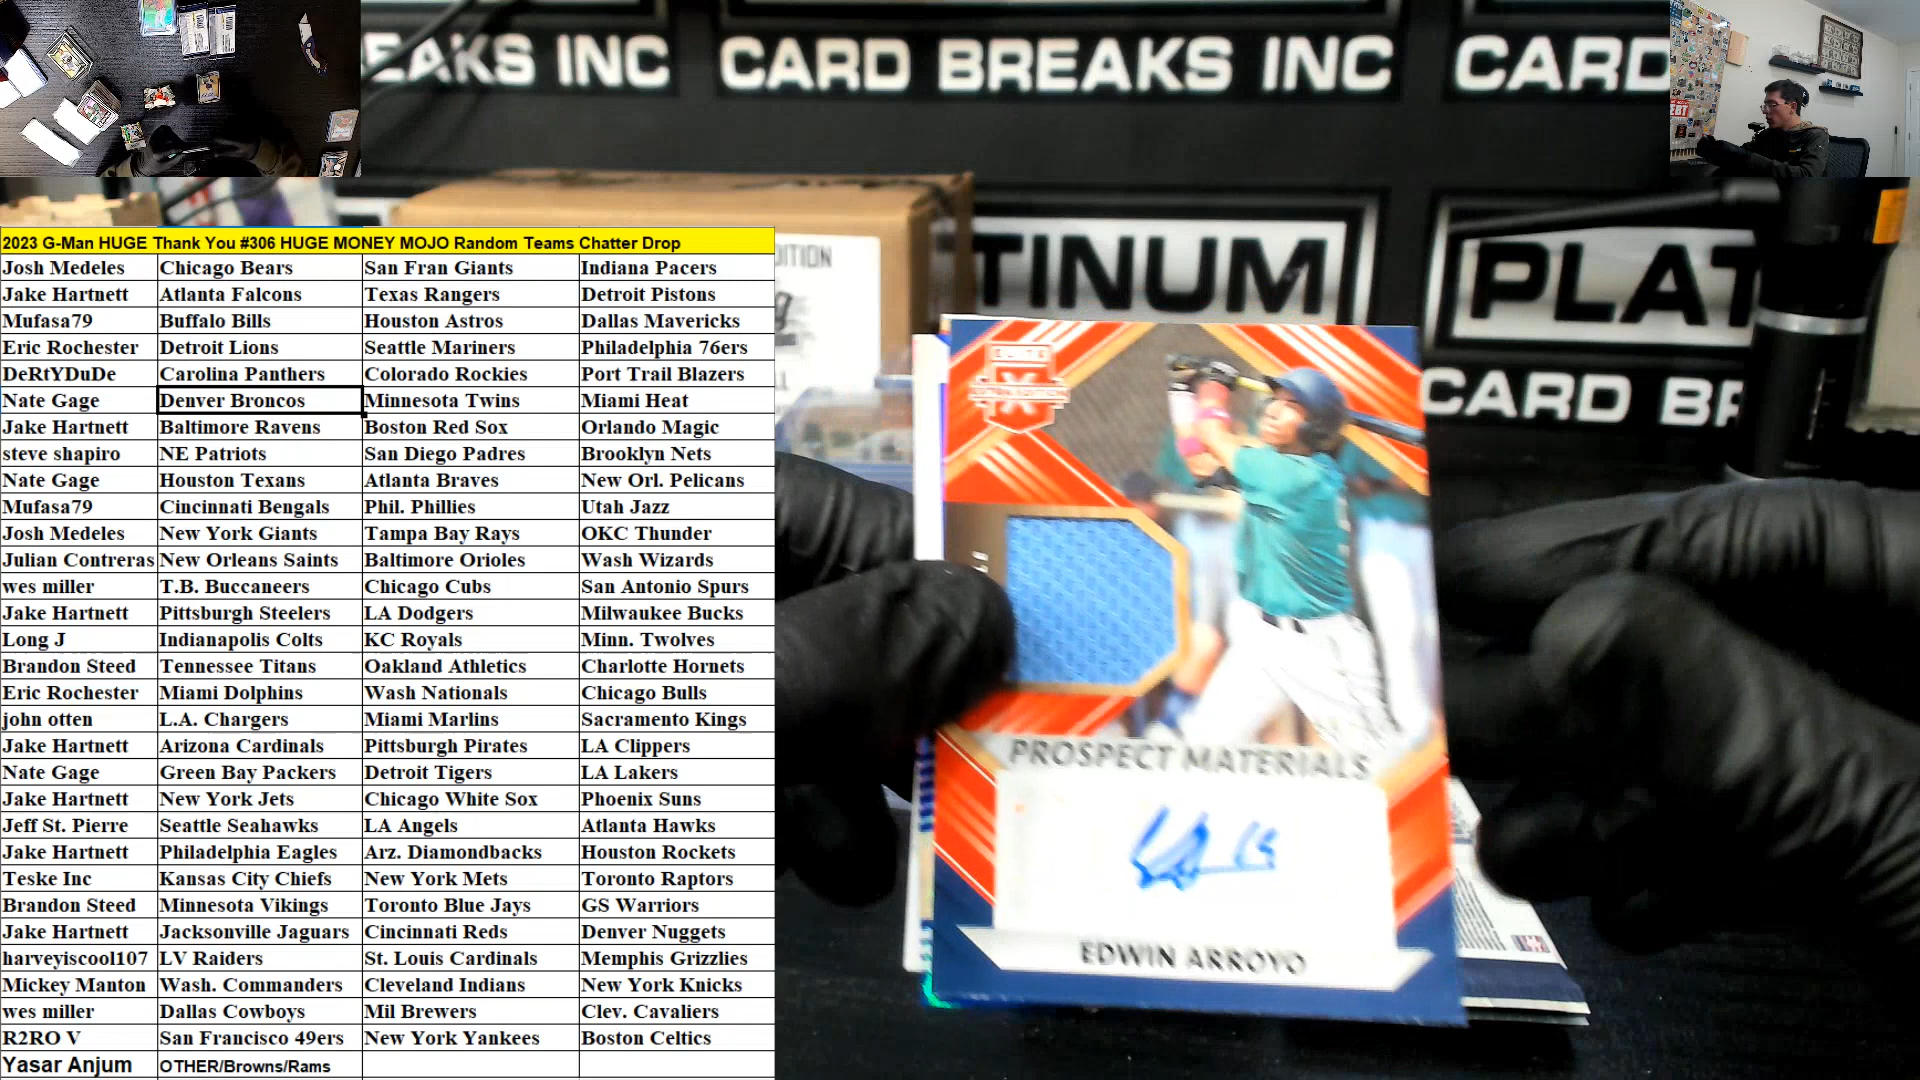 EAKS INC CARD BREAKS INC CARD
TINUM PLAT
CARD BR
2023 G-Man HUGE Thank You #306 HUGE MONEY MOJO Random Teams Chatter Drop
Josh Medeles Chicago Bears San Fran Giants Indiana Pacers
Jake Hartnett Atlanta Falcons Texas Rangers Detroit Pistons
Mufasa79 Buffalo Bills Houston Astros Dallas Mavericks
Eric Rochester Detroit Lions Seattle Mariners Philadelphia 76ers
DeRtYDuDe Carolina Panthers Colorado Rockies Port Trail Blazers
Nate Gage Denver Broncos Minnesota Twins Miami Heat
Jake Hartnett Baltimore Ravens Boston Red Sox Orlando Magic
steve shapiro NE Patriots San Diego Padres Brooklyn Nets
Nate Gage Houston Texans Atlanta Braves New Orl. Pelicans
Mufasa79 Cincinnati Bengals Phil. Phillies Utah Jazz
Josh Medeles New York Giants Tampa Bay Rays OKC Thunder
Julian Contreras New Orleans Saints Baltimore Orioles Wash Wizards
wes miller T.B. Buccaneers Chicago Cubs San Antonio Spurs
Jake Hartnett Pittsburgh Steelers LA Dodgers Milwaukee Bucks
Long J Indianapolis Colts KC Royals Minn. Twolves
Brandon Steed Tennessee Titans Oakland Athletics Charlotte Hornets
Eric Rochester Miami Dolphins Wash Nationals Chicago Bulls
john otten L.A. Chargers Miami Marlins Sacramento Kings
Jake Hartnett Arizona Cardinals Pittsburgh Pirates LA Clippers
Nate Gage Green Bay Packers Detroit Tigers LA Lakers
Jake Hartnett New York Jets Chicago White Sox Phoenix Suns
Jeff St. Pierre Seattle Seahawks LA Angels Atlanta Hawks
Jake Hartnett Philadelphia Eagles Arz. Diamondbacks Houston Rockets
Teske Inc Kansas City Chiefs New York Mets Toronto Raptors
Brandon Steed Minnesota Vikings Toronto Blue Jays GS Warriors
Jake Hartnett Jacksonville Jaguars Cincinnati Reds Denver Nuggets
harveyiscool107 LV Raiders St. Louis Cardinals Memphis Grizzlies
Mickey Manton Wash. Commanders Cleveland Indians New York Knicks
wes miller Dallas Cowboys Mil Brewers Clev. Cavaliers
R2RO V San Francisco 49ers New York Yankees Boston Celtics
Yasar Anjum OTHER/Browns/Rams
PROSPECT MATERIALS
EDWIN ARROYO